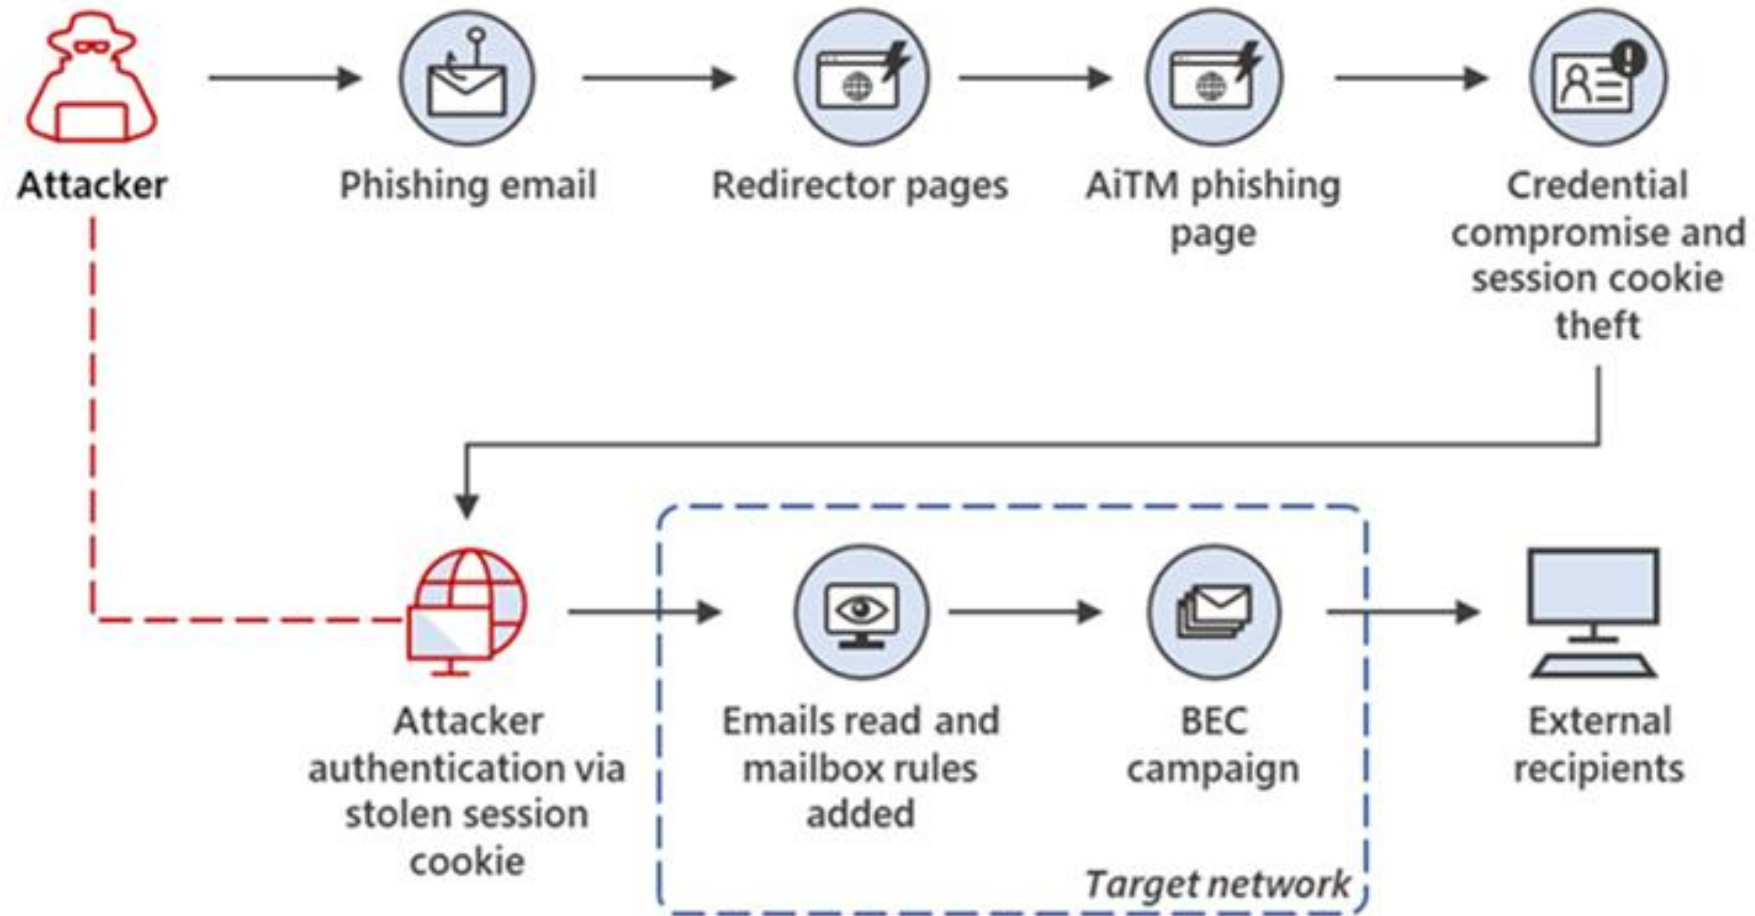 Attacker
Phishing email
Redirector pages
AiTM phishing
page
Credential
compromise and
session cookie
theft
Attacker
authentication via
stolen session
cookie
Emails read and
mailbox rules
added
BEC
campaign
External
recipients
Target network